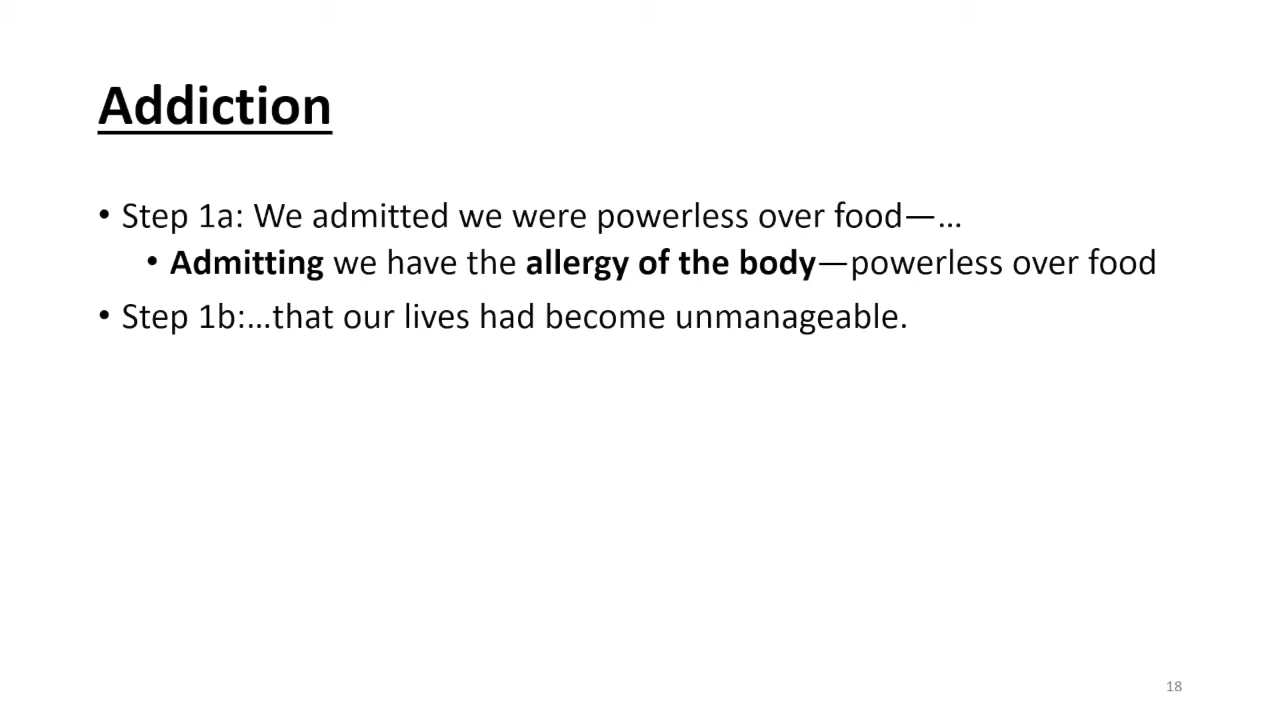 Addiction
• Step 1a: We admitted we were powerless over food—…
• Admitting we have the allergy of the body—powerless over food
• Step 1b:…that our lives had become unmanageable.
18